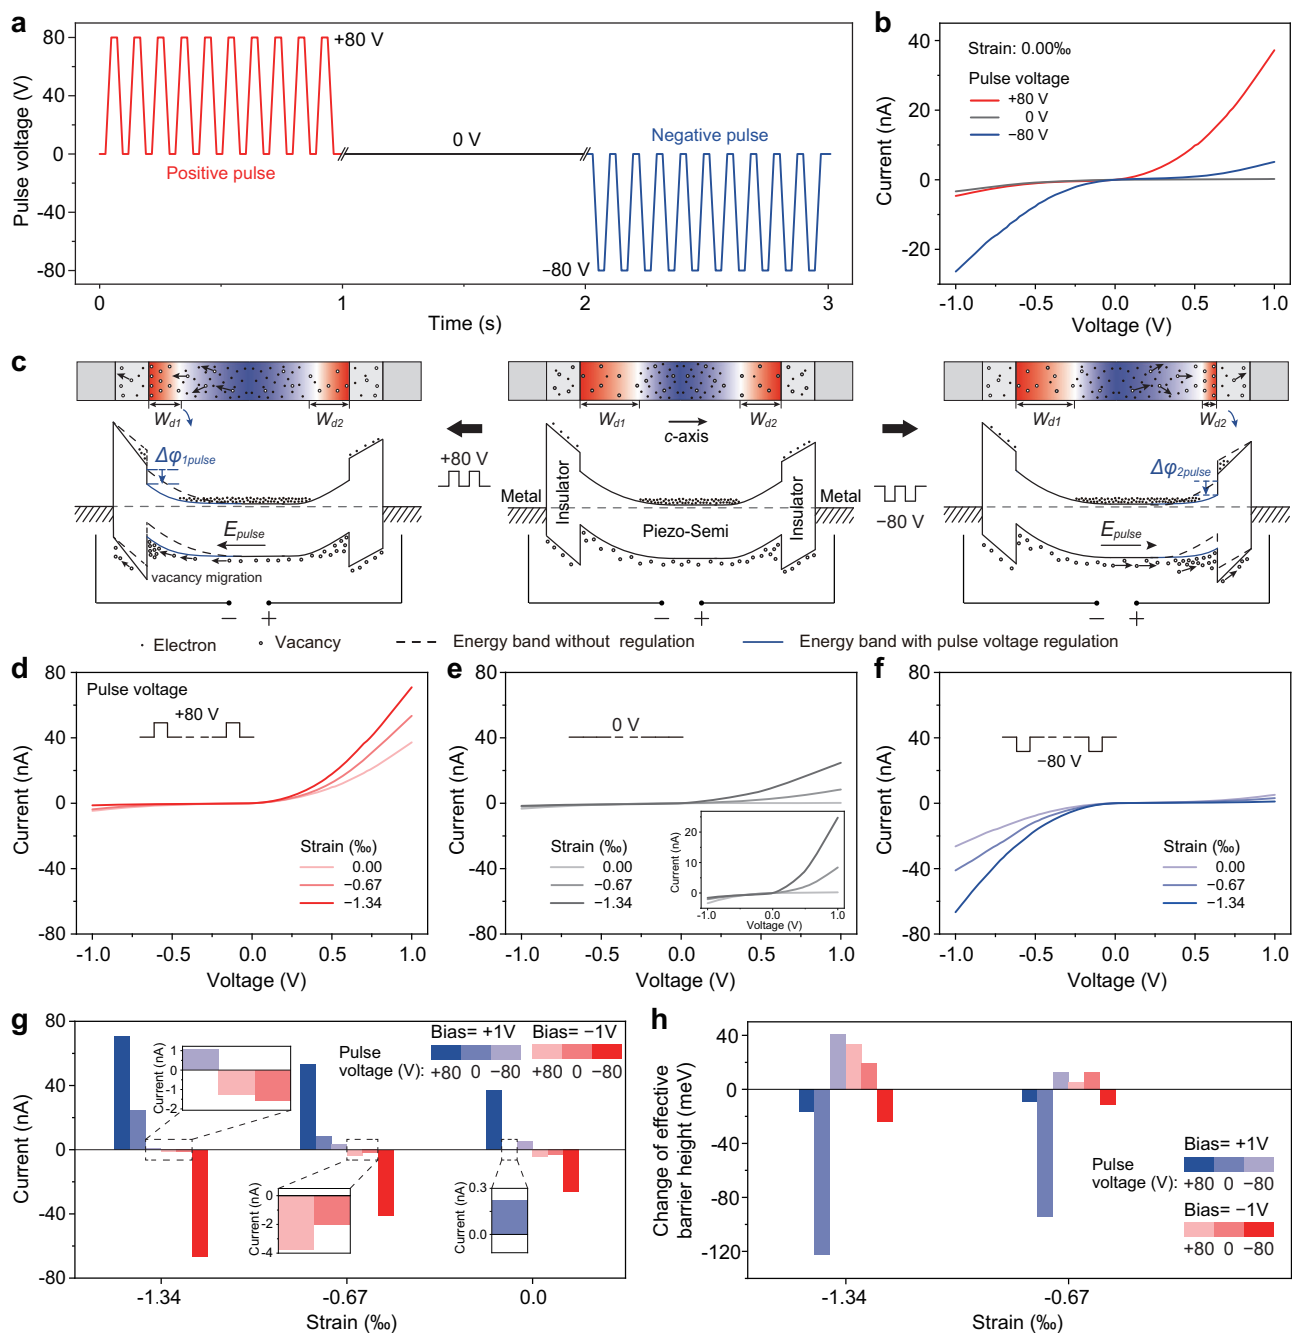 a
Pulse voltage (V)
80
40
0
-40
-80
+80 V
Positive pulse
0 V
Negative pulse
−80 V
0
1
2
3
Time (s)
b
Current (nA)
40
20
0
-20
Strain: 0.00‰
Pulse voltage
+80 V
0 V
−80 V
-1.0
-0.5
0.0
0.5
1.0
Voltage (V)
c
Wd1
Wd2
Δφ1pulse
Epulse
vacancy migration
− +
+80 V
Wd1
Wd2
c-axis
Metal
Insulator
Piezo-Semi
Insulator
Metal
− +
−80 V
Wd1
Wd2
Δφ2pulse
Epulse
− +
Electron
Vacancy
Energy band without regulation
Energy band with pulse voltage regulation
d
Current (nA)
80
40
0
-40
-80
Pulse voltage
+80 V
Strain (‰)
0.00
−0.67
−1.34
-1.0
-0.5
0.0
0.5
1.0
Voltage (V)
e
Current (nA)
80
40
0
-40
-80
0 V
Strain (‰)
0.00
−0.67
−1.34
Current (nA)
20
10
0
-1.0
0.0
1.0
Voltage (V)
-1.0
-0.5
0.0
0.5
1.0
Voltage (V)
f
Current (nA)
80
40
0
-40
-80
−80 V
Strain (‰)
0.00
−0.67
−1.34
-1.0
-0.5
0.0
0.5
1.0
Voltage (V)
g
Current (nA)
80
40
0
-40
-80
Current (nA)
1
0
-1
-2
Current (nA)
0
-2
-4
Current (nA)
0.3
0.0
Bias= +1V Bias= −1V
Pulse
voltage (V):
+80 0 −80 +80 0 −80
-1.34
-0.67
0.0
Strain (‰)
h
Change of effective
barrier height (meV)
40
0
-40
-80
-120
Bias= +1V
Pulse
voltage (V):
+80 0 −80
Bias= −1V
+80 0 −80
-1.34
-0.67
Strain (‰)